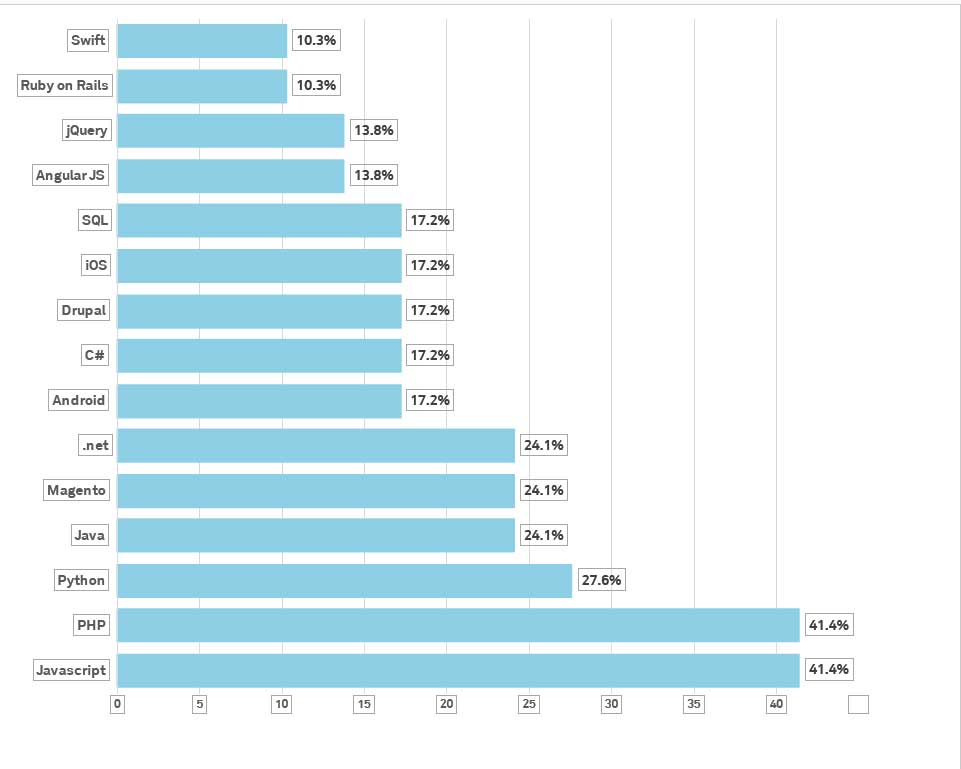 Swift 10.3%
Ruby on Rails 10.3%
jQuery 13.8%
AngularJS 13.8%
SQL 17.2%
iOS 17.2%
Drupal 17.2%
C# 17.2%
Android 17.2%
.net 24.1%
Magento 24.1%
Java 24.1%
Python 27.6%
PHP 41.4%
Javascript 41.4%
0 5 10 15 20 25 30 35 40